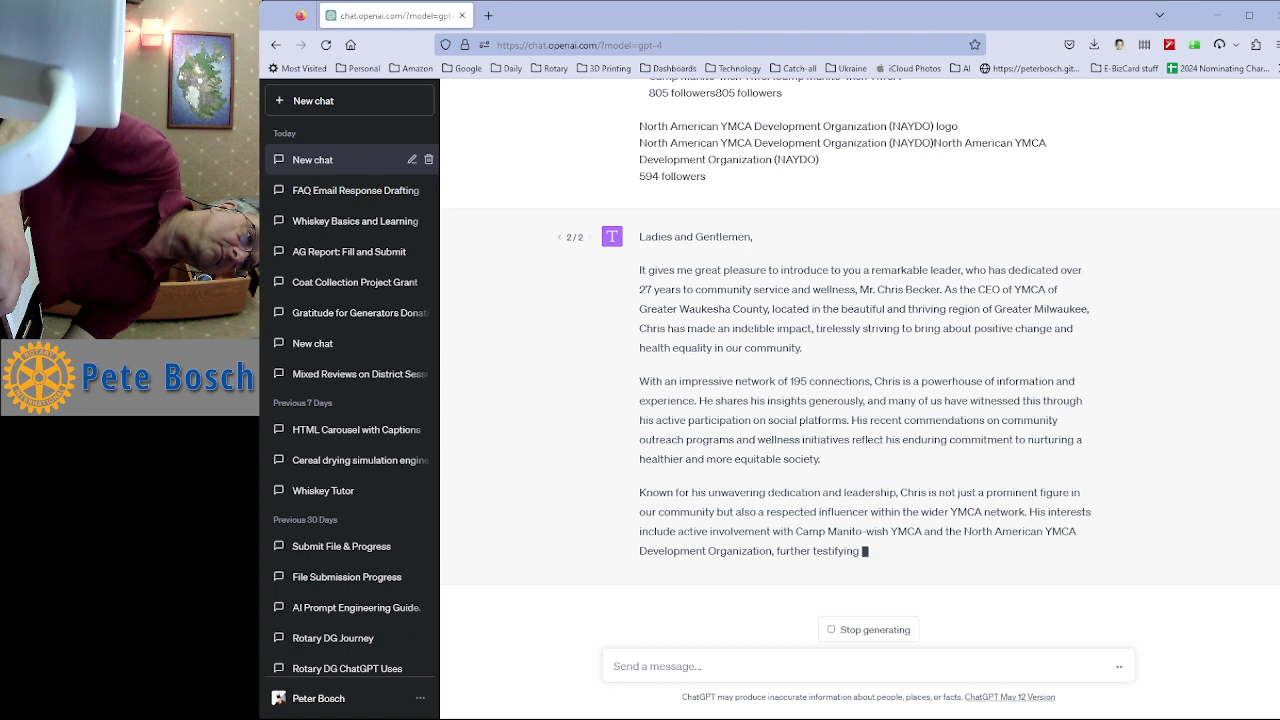 chat.openai.com/?model=gpt-
https://chat.openai.com/?model=gpt-4
Most Visited
Personal
Amazon
Google
Daily
Rotary
3D Printing
Dashboards
Technology
Bookcart
Ukraine
iCloud Photos
AI
https://peterbosch.git...
BizCard stuff
2024 Nominating Char...
New chat
Today
New chat
FAQ Email Response Drafting
Whiskey Basics and Learning
AG Report: Fill and Submit
Coat Collection Project Grant
Gratitude for Generators Donati
New chat
Mixed Reviews on District Sessi
Previous 7 Days
HTML Carousel with Captions
Cereal drying simulation engine.
Whiskey Tutor
Previous 30 Days
Submit File & Progress
File Submission Progress
AI Prompt Engineering Guide.
Rotary DG Journey
Rotary DG ChatGPT Uses
Peter Bosch
ROTARY
INTERNATIONAL
Pete Bosch
805 followers805 followers
North American YMCA Development Organization (NAYDO) logo
North American YMCA Development Organization (NAYDO)North American YMCA
Development Organization (NAYDO)
594 followers
2 / 2
T
Ladies and Gentlemen,
It gives me great pleasure to introduce to you a remarkable leader, who has dedicated over
27 years to community service and wellness, Mr. Chris Becker. As the CEO of YMCA of
Greater Waukesha County, located in the beautiful and thriving region of Greater Milwaukee,
Chris has made an indelible impact, tirelessly striving to bring about positive change and
health equality in our community.
With an impressive network of 195 connections, Chris is a powerhouse of information and
experience. He shares his insights generously, and many of us have witnessed this through
his active participation on social platforms. His recent commendations on community
outreach programs and wellness initiatives reflect his enduring commitment to nurturing a
healthier and more equitable society.
Known for his unwavering dedication and leadership, Chris is not just a prominent figure in
our community but also a respected influencer within the wider YMCA network. His interests
include active involvement with Camp Manito-wish YMCA and the North American YMCA
Development Organization, further testifying
Stop generating
Send a message...
ChatGPT may produce inaccurate information about people, places, or facts. ChatGPT May 12 Version